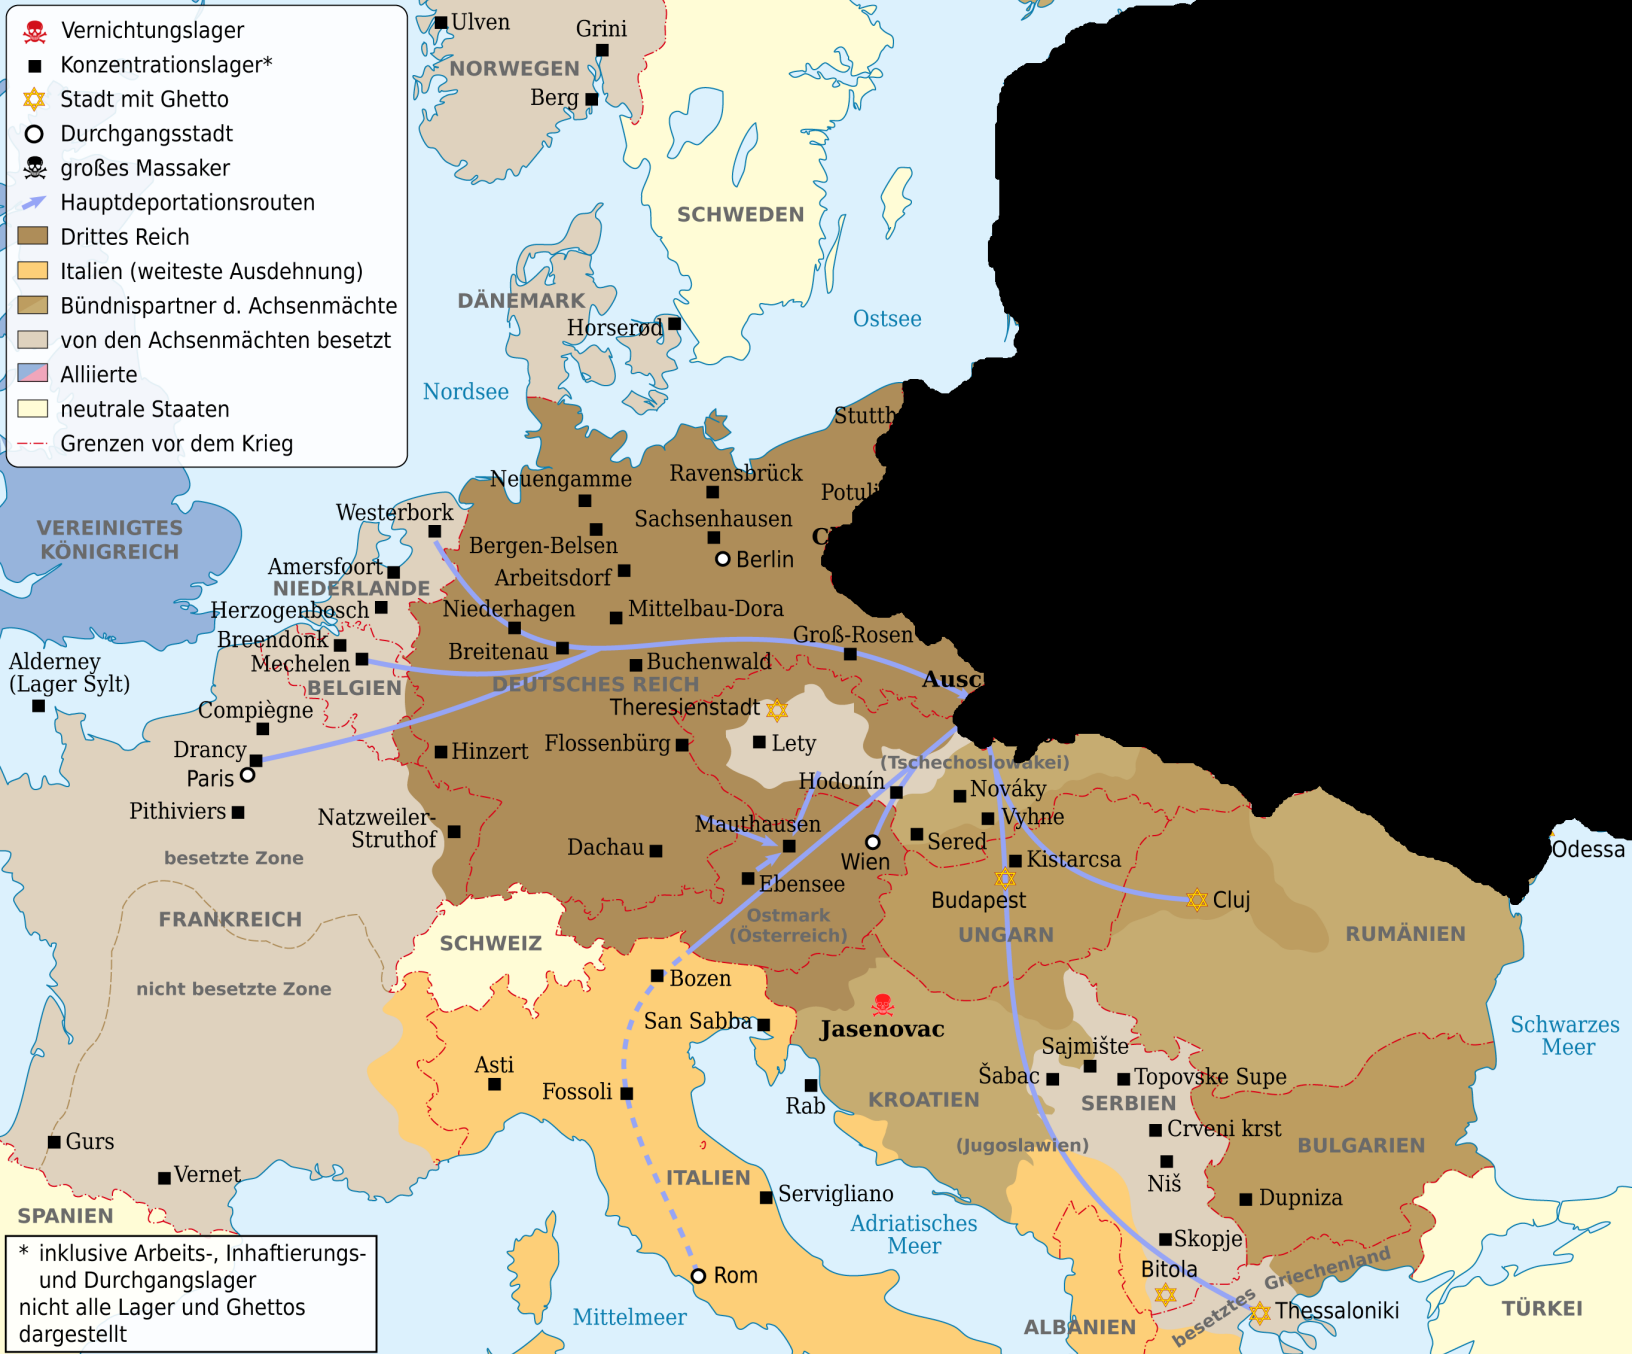 Vernichtungslager
Konzentrationslager*
Stadt mit Ghetto
Durchgangsstadt
großes Massaker
Hauptdeportationsrouten
Drittes Reich
Italien (weiteste Ausdehnung)
Bündnispartner d. Achsenmächte
von den Achsenmächten besetzt
Alliierte
neutrale Staaten
Grenzen vor dem Krieg
Ulven
Grini
NORWEGEN
Berg
SCHWEDEN
DÄNEMARK
Horserød
Ostsee
Nordsee
Neuengamme
Ravensbrück
Westerbork
Sachsenhausen
VEREINIGTES
KÖNIGREICH
Bergen-Belsen
Berlin
Amersfoort
Arbeitsdorf
NIEDERLANDE
Herzogenbosch
Niederhagen
Mittelbau-Dora
Breendonk
Groß-Rosen
Breitenau
Mechelen
Buchenwald
Alderney
(Lager Sylt)
BELGIEN
DEUTSCHES REICH
Theresienstadt
Compiègne
Drancy
Hinzert
Flossenbürg
Lety
Paris
(Tschechoslowakei)
Hodonín
Nováky
Pithiviers
Natzweiler-
Struthof
Mauthausen
Vyhne
Sered
Dachau
Wien
Kistarcsa
Odessa
besetzte Zone
Ebensee
Budapest
Cluj
FRANKREICH
Ostmark
(Österreich)
UNGARN
RUMÄNIEN
SCHWEIZ
nicht besetzte Zone
Bozen
San Sabba
Jasenovac
Schwarzes
Meer
Sajmište
Asti
Šabac
Topovske Supe
Fossoli
Rab
KROATIEN
SERBIEN
Crveni krst
Gurs
(Jugoslawien)
BULGARIEN
Vernet
ITALIEN
Niš
Servigliano
Dupniza
SPANIEN
Adriatisches
Meer
Skopje
Bitola
besetztes Griechenland
Rom
Thessaloniki
Mittelmeer
ALBANIEN
TÜRKEI
* inklusive Arbeits-, Inhaftierungs-
und Durchgangslager
nicht alle Lager und Ghettos
dargestellt